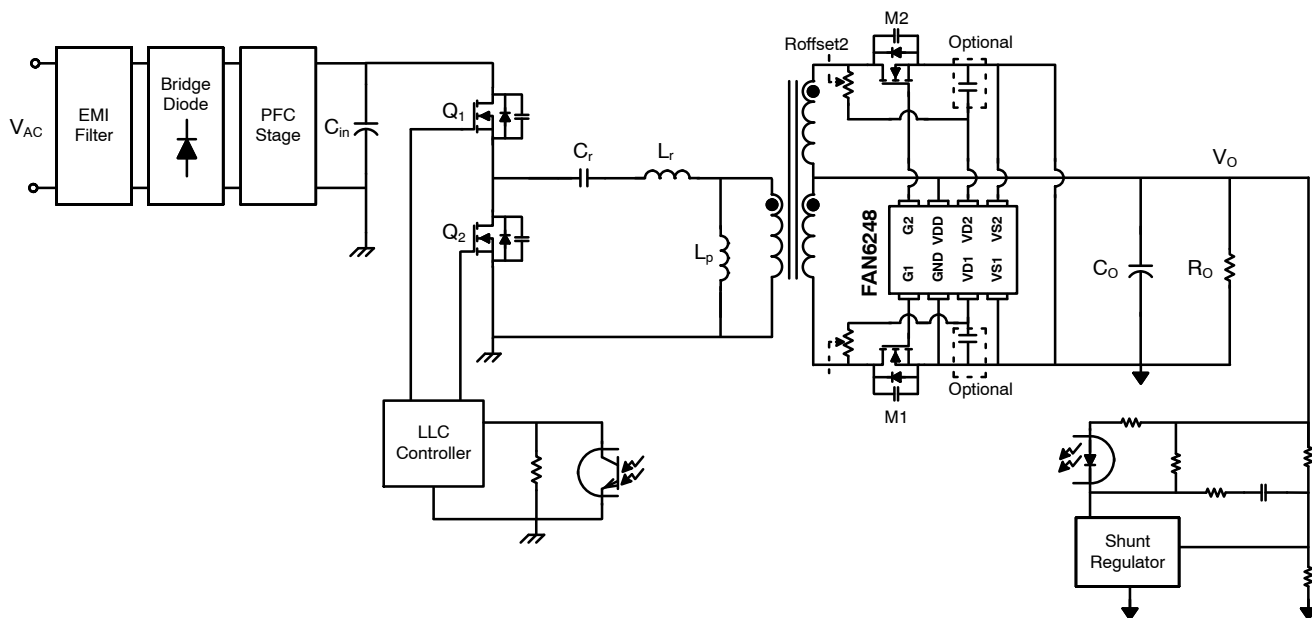 M2
Roffset2
Optional
EMI
Filter
Bridge
Diode
PFC
Stage
VAC
Cin
Q1
Cr
Lr
VO
Q2
Lp
FAN6248
G2
VDD
VD2
VS2
G1
GND
VD1
VS1
CO
RO
Optional
M1
LLC
Controller
Shunt
Regulator